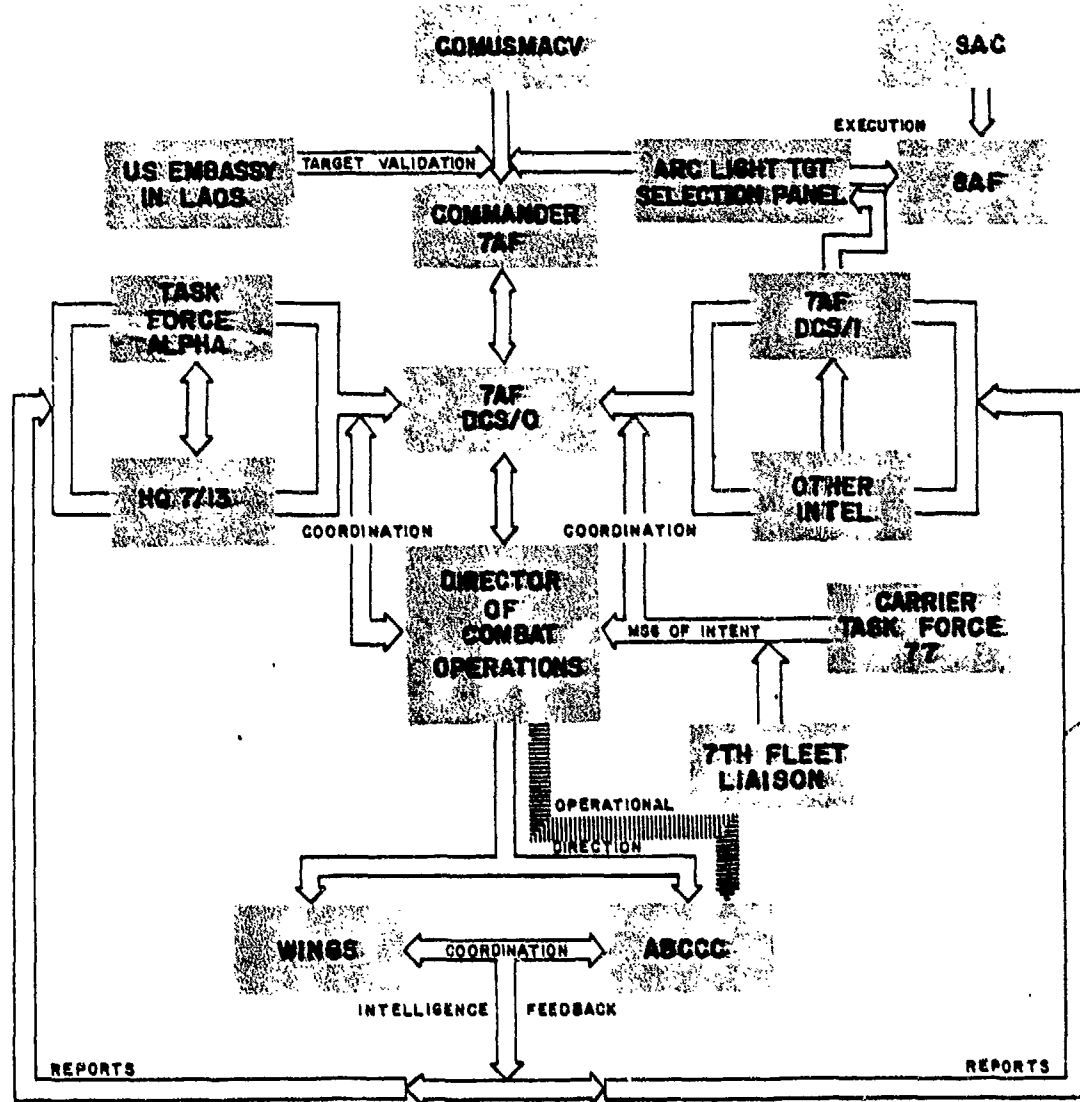 COMUSMACV
SAC
EXECUTION
U.S. EMBASSY
IN LAOS
TARGET VALIDATION
ARC LIGHT TGT
SELECTION PANEL
8AF
COMMANDER
7AF
TASK
FORCE
ALPHA
7AF
DCS/I
7AF
DCS/O
HQ 7/13
OTHER
INTEL
COORDINATION
COORDINATION
DIRECTOR
OF
COMBAT
OPERATIONS
MSG OF INTENT
CARRIER
TASK FORCE
77
7TH FLEET
LIAISON
OPERATIONAL
DIRECTION
WINGS
COORDINATION
ABCCC
INTELLIGENCE FEEDBACK
REPORTS
REPORTS